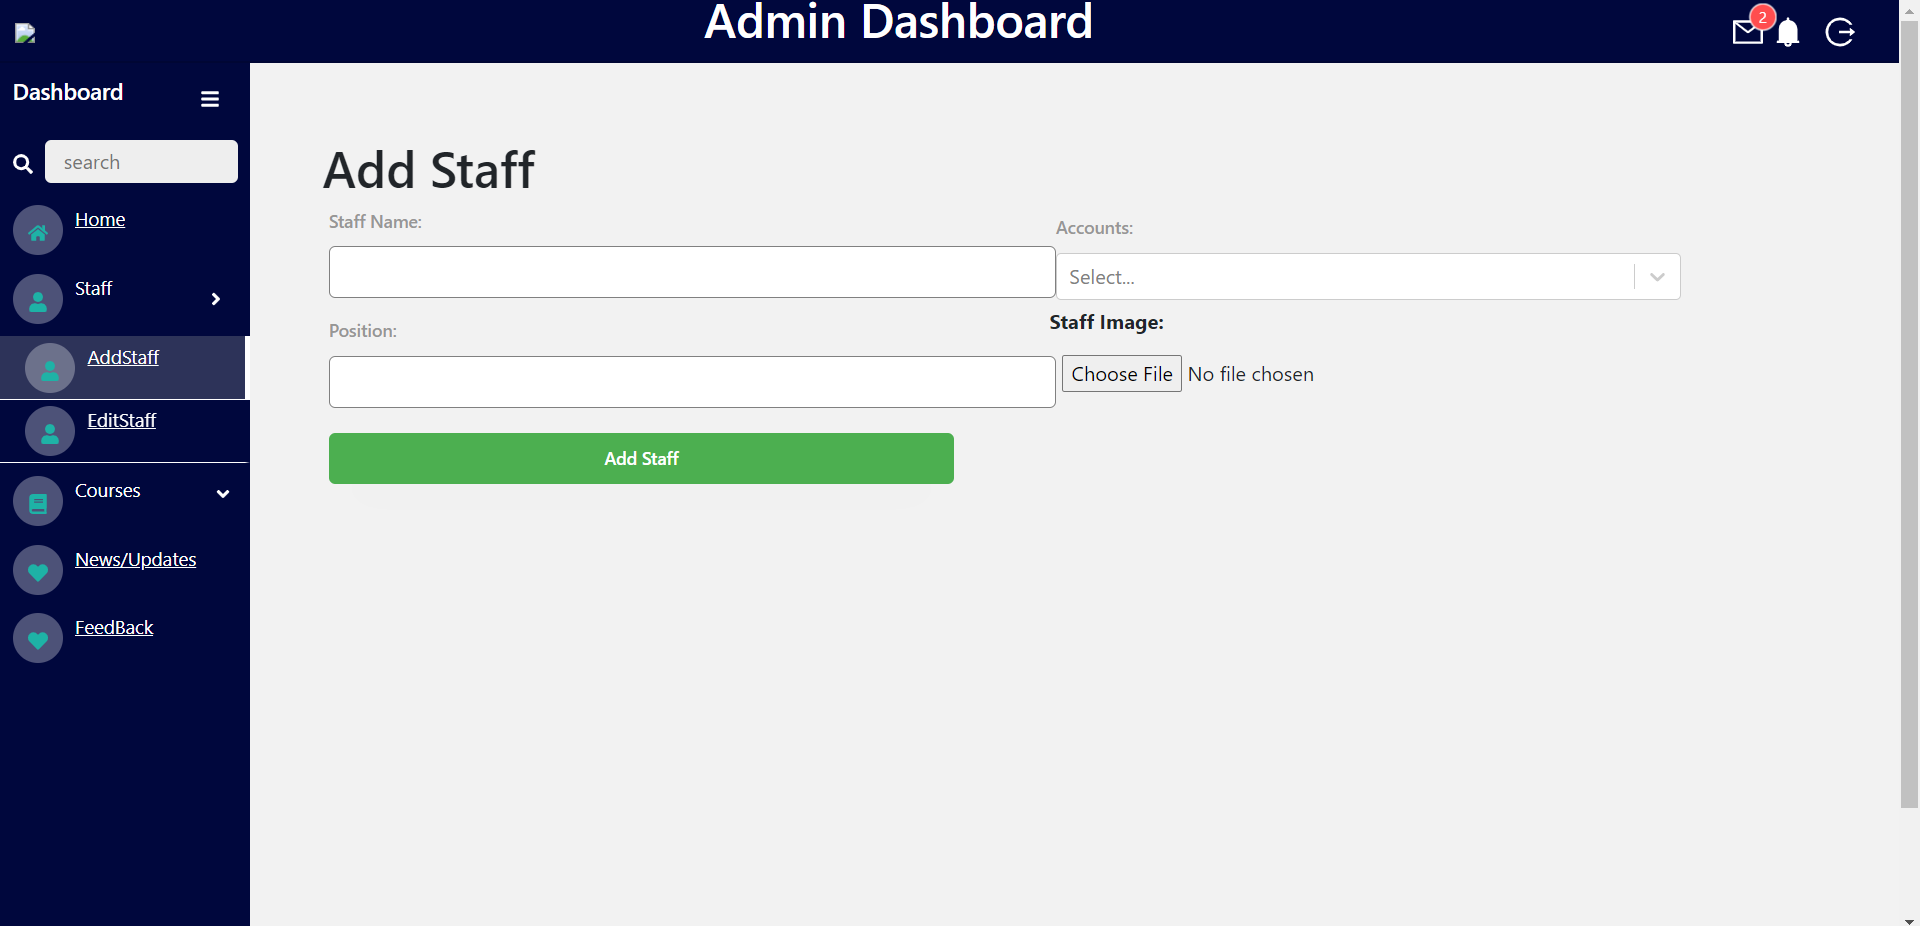 Admin Dashboard
2
Dashboard
search
Home
Staff
AddStaff
EditStaff
Courses
News/Updates
FeedBack
Add Staff
Staff Name:
Accounts:
Select...
Position:
Staff Image:
Choose File No file chosen
Add Staff